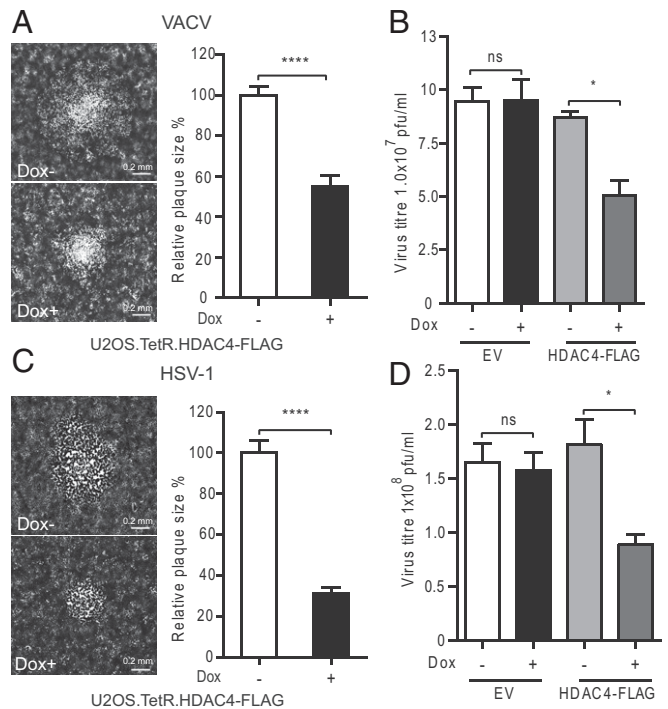 A
VACV
Dox-
0.2 mm
Dox+
0.2 mm
Relative plaque size %
120
100
80
60
40
20
0
****
Dox - +
U2OS.TetR.HDAC4-FLAG
B
Virus titre 1.0x10^7 pfu/ml
13
10
7.5
5.0
2.5
0
ns
*
Dox - + - +
EV HDAC4-FLAG
C
HSV-1
Dox-
0.2 mm
Dox+
0.2 mm
Relative plaque size %
120
100
80
60
40
20
0
****
Dox - +
U2OS.TetR.HDAC4-FLAG
D
Virus titre 1x10^8 pfu/ml
2.5
2.0
1.5
1.0
0.5
0
ns
*
Dox - + - +
EV HDAC4-FLAG